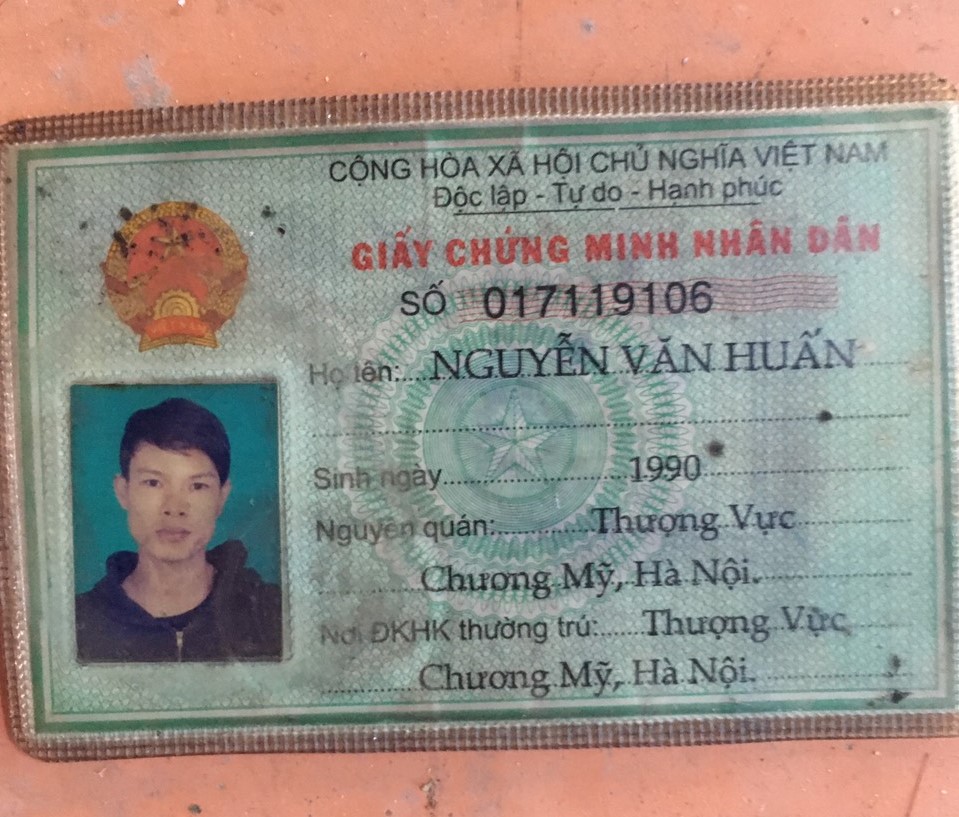 CỘNG HÒA XÃ HỘI CHỦ NGHĨA VIỆT NAM
Độc lập - Tự do - Hạnh phúc
GIẤY CHỨNG MINH NHÂN DÂN
SỐ 017119106
Họ tên: NGUYỄN VĂN HUẤN
Sinh ngày 1990
Nguyên quán: Thượng Vực
Chương Mỹ, Hà Nội.
Nơi ĐKHK thường trú: Thượng Vực
Chương Mỹ, Hà Nội.